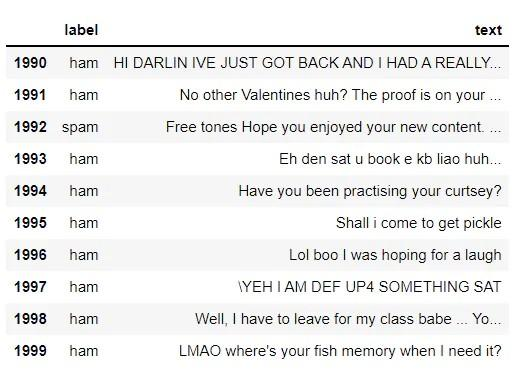 label text
1990 ham HI DARLIN IVE JUST GOT BACK AND I HAD A REALLY...
1991 ham No other Valentines huh? The proof is on your ...
1992 spam Free tones Hope you enjoyed your new content. ...
1993 ham Eh den sat u book e kb liao huh...
1994 ham Have you been practising your curtsey?
1995 ham Shall i come to get pickle
1996 ham Lol boo I was hoping for a laugh
1997 ham \YEH I AM DEF UP4 SOMETHING SAT
1998 ham Well, I have to leave for my class babe ... Yo...
1999 ham LMAO where's your fish memory when I need it?